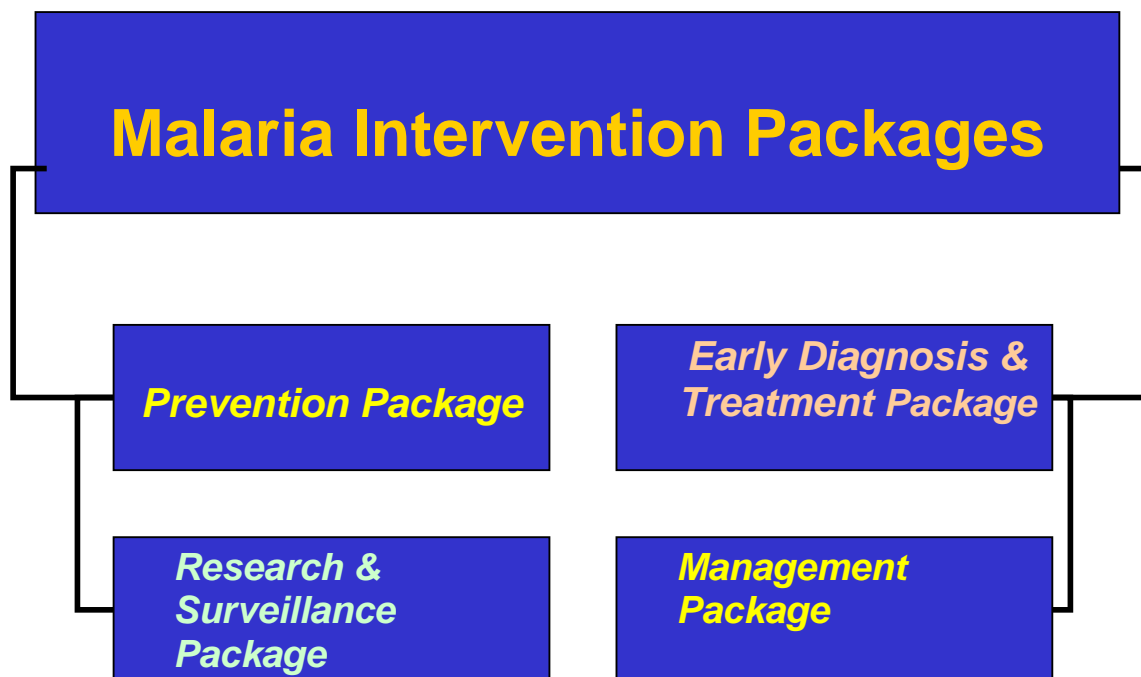 Malaria Intervention Packages
Prevention Package
Early Diagnosis &
Treatment Package
Research &
Surveillance
Package
Management
Package